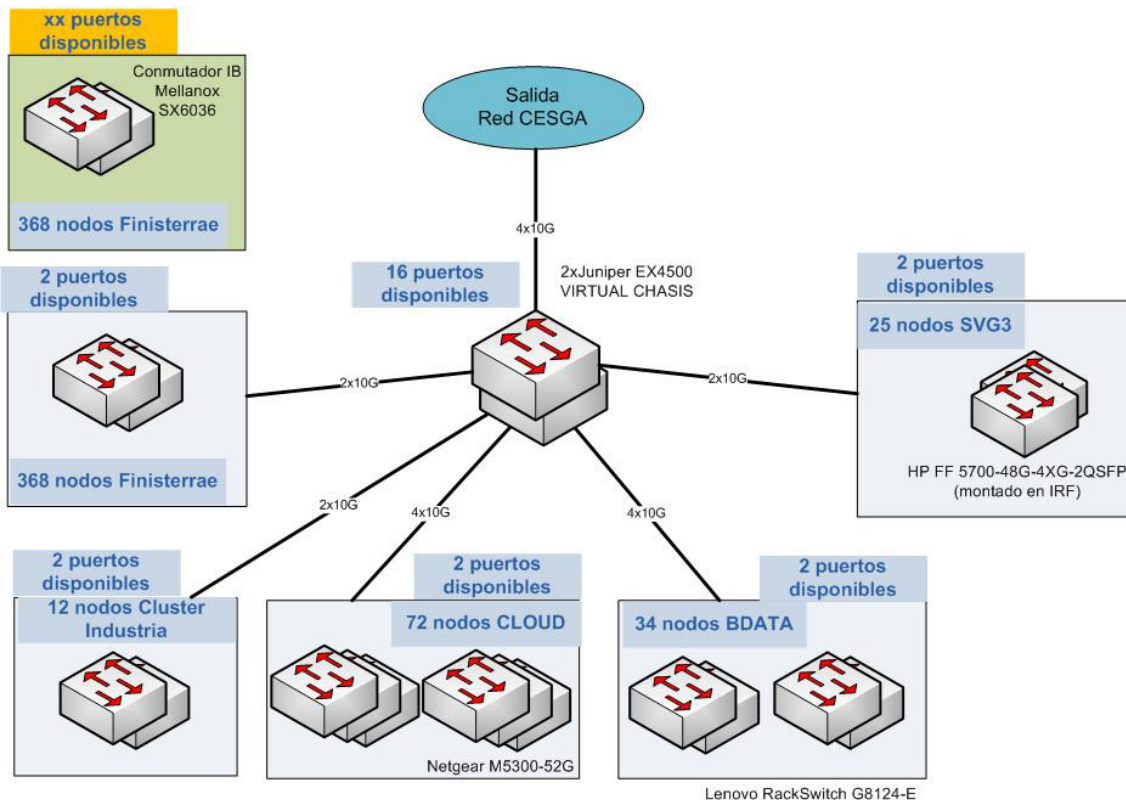 xx puertos
disponibles
Conmutador IB
Mellanox
SX6036
368 nodos Finisterrae
Salida
Red CESGA
4x10G
16 puertos
disponibles
2xJuniper EX4500
VIRTUAL CHASIS
2 puertos
disponibles
368 nodos Finisterrae
2x10G
2x10G
2 puertos
disponibles
25 nodos SVG3
HP FF 5700-48G-4XG-2QSFP
(montado en IRF)
2x10G
4x10G
4x10G
2 puertos
disponibles
12 nodos Cluster
Industria
2 puertos
disponibles
72 nodos CLOUD
Netgear M5300-52G
2 puertos
disponibles
34 nodos BDATA
Lenovo RackSwitch G8124-E